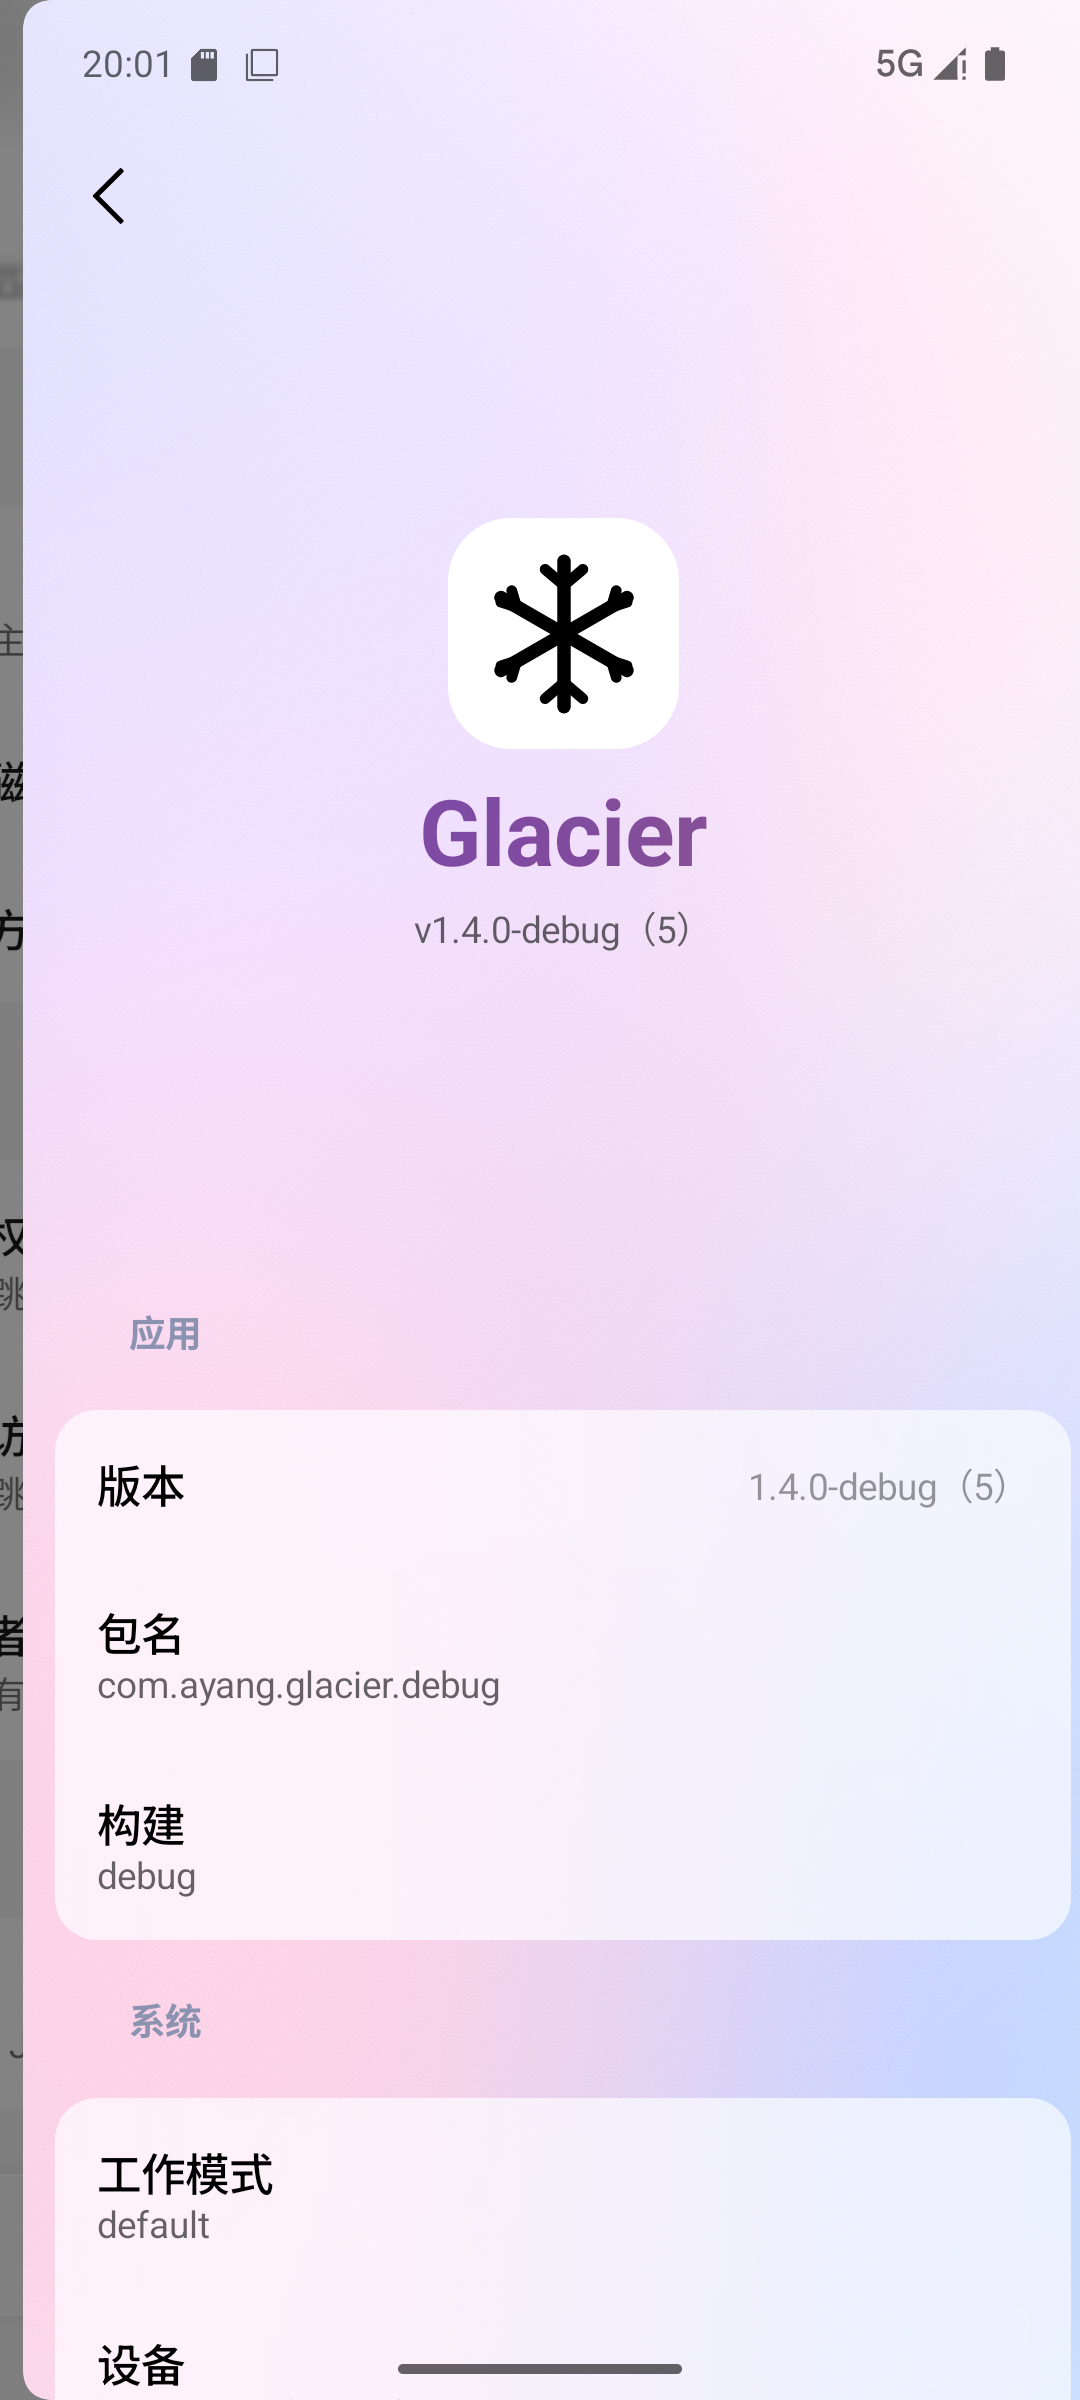 20:01
5G
Glacier
v1.4.0-debug（5）
应用
版本
1.4.0-debug（5）
包名
com.ayang.glacier.debug
构建
debug
系统
工作模式
default
设备